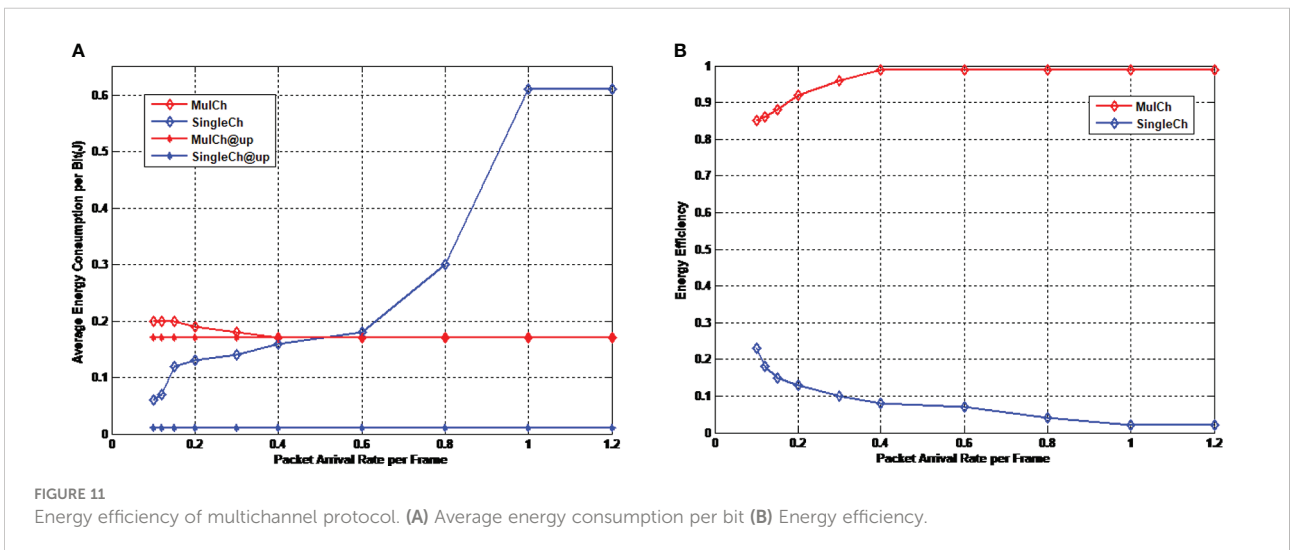 A
0.6
0.5
0.4
0.3
0.2
0.1
0
0
0.2
0.4
0.6
0.8
1
1.2
Average Energy Consumption per Bit(J)
Packet Arrival Rate per Frame
MulCh
SingleCh
MulCh@up
SingleCh@up
B
1
0.9
0.8
0.7
0.6
0.5
0.4
0.3
0.2
0.1
0
0
0.2
0.4
0.6
0.8
1
1.2
Energy Efficiency
Packet Arrival Rate per Frame
MulCh
SingleCh
FIGURE 11
Energy efficiency of multichannel protocol. (A) Average energy consumption per bit (B) Energy efficiency.